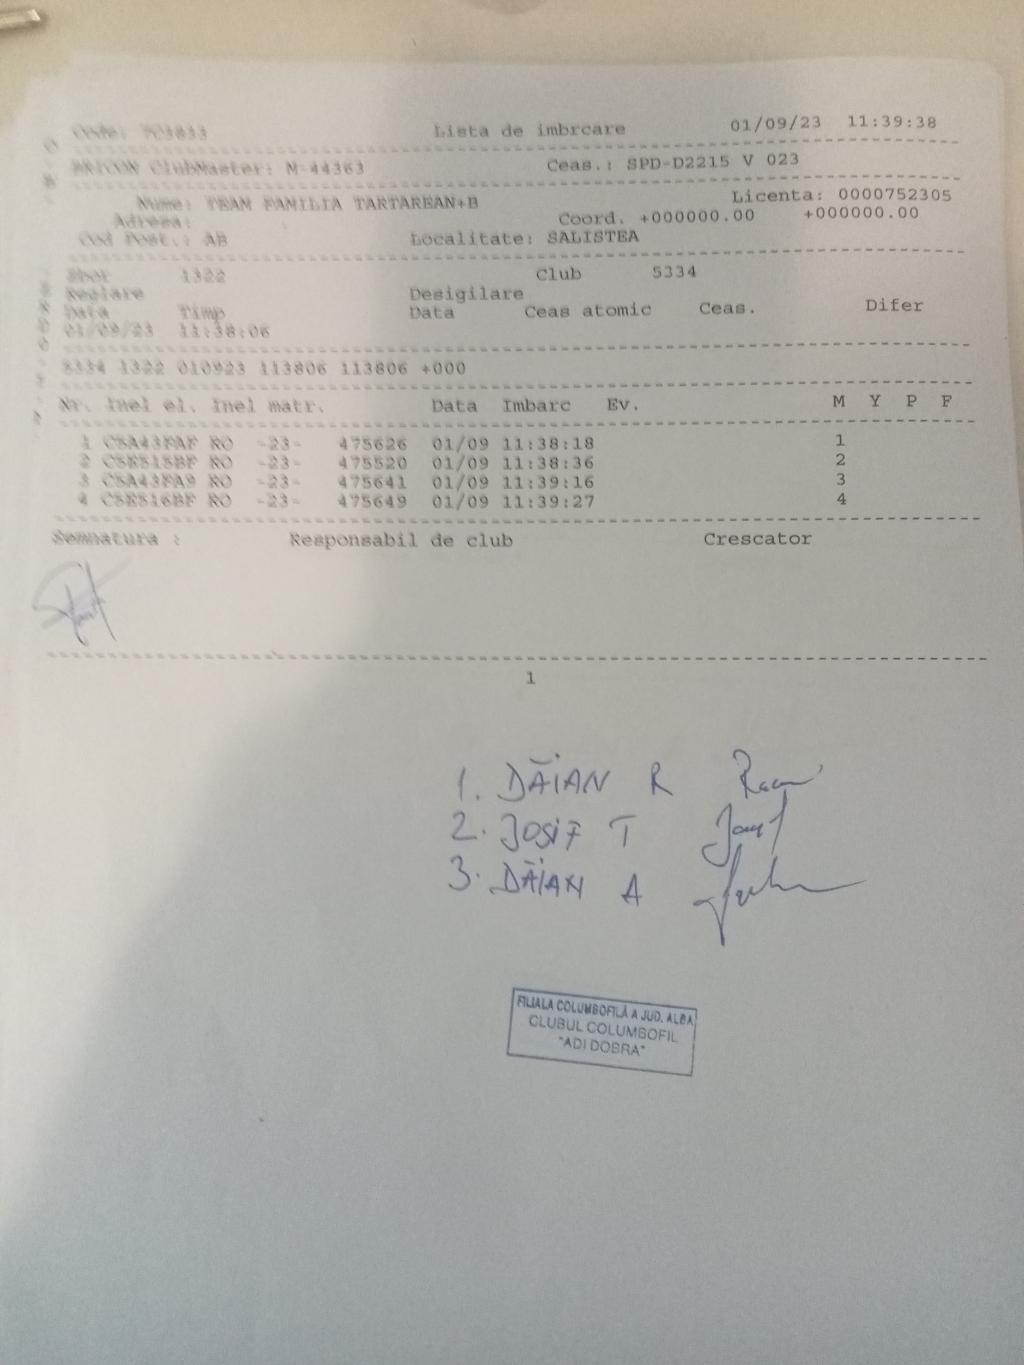 Code: 7C3833 Lista de imbrcare 01/09/23 11:39:38
BRICON ClubMaster: M-44363 Ceas.: SPD-D2215 V 023
Nume: TEAM FAMILIA TARTAREAN+B Licenta: 0000752305
Adresa: Coord. +000000.00 +000000.00
Cod Post.: AB Localitate: SALISTEA
Zbor 1322 Club 5334
Reglare Desigilare
Data Timp Data Ceas atomic Ceas. Difer
01/09/23 11:38:06
5334 1322 010923 113806 113806 +000
Nr. Inel el. Inel matr. Data Imbarc Ev. M Y P F
1 C5A43FAF RO -23- 475626 01/09 11:38:18 1
2 C5E515BF RO -23- 475520 01/09 11:38:36 2
3 C5A43FA9 RO -23- 475641 01/09 11:39:16 3
4 C5E516BF RO -23- 475649 01/09 11:39:27 4
Semnatura : Responsabil de club Crescator
1
1. DĂIAN R
2. JOSIF T
3. DĂIAN A
FILIALA COLUMBOFILĂ A JUD. ALBA
CLUBUL COLUMBOFIL
"ADI DOBRA"